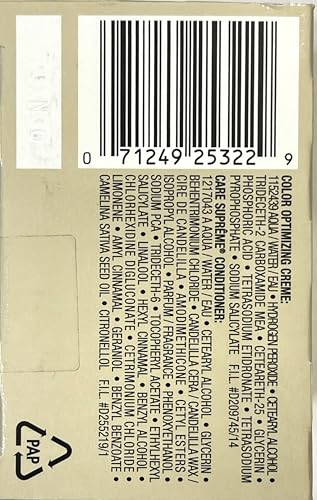 0 71249 25322 9
COLOR OPTIMIZING CREME:
1152439 AQUA / WATER / EAU • HYDROGEN PEROXIDE • CETEARYL ALCOHOL •
TRIDECETH-2 CARBOXAMIDE MEA • CETEARETH-25 • GLYCERIN •
PHOSPHORIC ACID • TETRASODIUM ETIDRONATE • TETRASODIUM
PYROPHOSPHATE • SODIUM SALICYLATE F.I.L. #D209745/14
CARE SUPRÊME® CONDITIONER:
1217043 A AQUA / WATER / EAU • CETEARYL ALCOHOL • GLYCERIN •
BEHENTRIMONIUM CHLORIDE • CANDELILLA CERA / CANDELILLA WAX /
CIRE DE CANDELILLA • AMODIMETHICONE • CETYL ESTERS •
ISOPROPYL ALCOHOL • PARFUM / FRAGRANCE • PHENOXYETHANOL •
SODIUM PCA • TRIDECETH-6 • TOCOPHERYL ACETATE • ETHYLHEXYL
SALICYLATE • LINALOOL • HEXYL CINNAMAL • BENZYL ALCOHOL •
CHLORHEXIDINE DIGLUCONATE • CETRIMONIUM CHLORIDE •
LIMONENE • AMYL CINNAMAL • GERANIOL • BENZYL BENZOATE •
CAMELINA SATIVA SEED OIL • CITRONELLOL F.I.L. #D255219/1
PAP